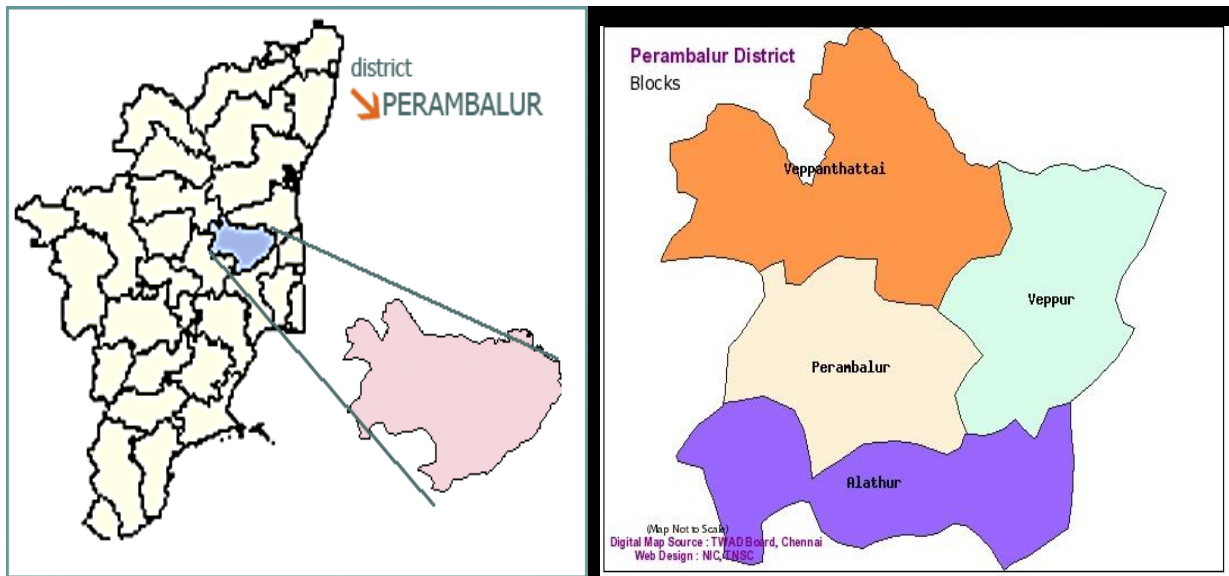 district
PERAMBALUR
Perambalur District
Blocks
Veppanthattai
Veppur
Perambalur
Alathur
(Map Not to Scale)
Digital Map Source : TWAD Board, Chennai
Web Design : NIC, TNSC